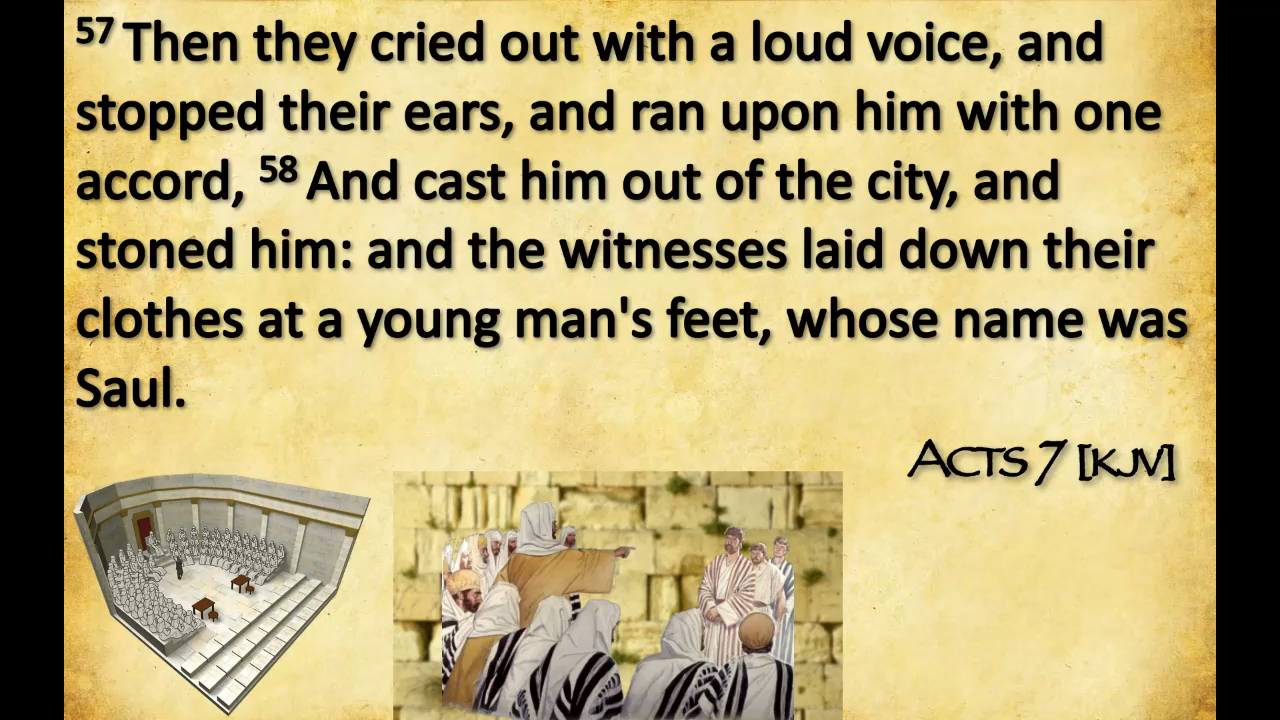 57 Then they cried out with a loud voice, and
stopped their ears, and ran upon him with one
accord, 58 And cast him out of the city, and
stoned him: and the witnesses laid down their
clothes at a young man's feet, whose name was
Saul.
Acts 7 [KJV]